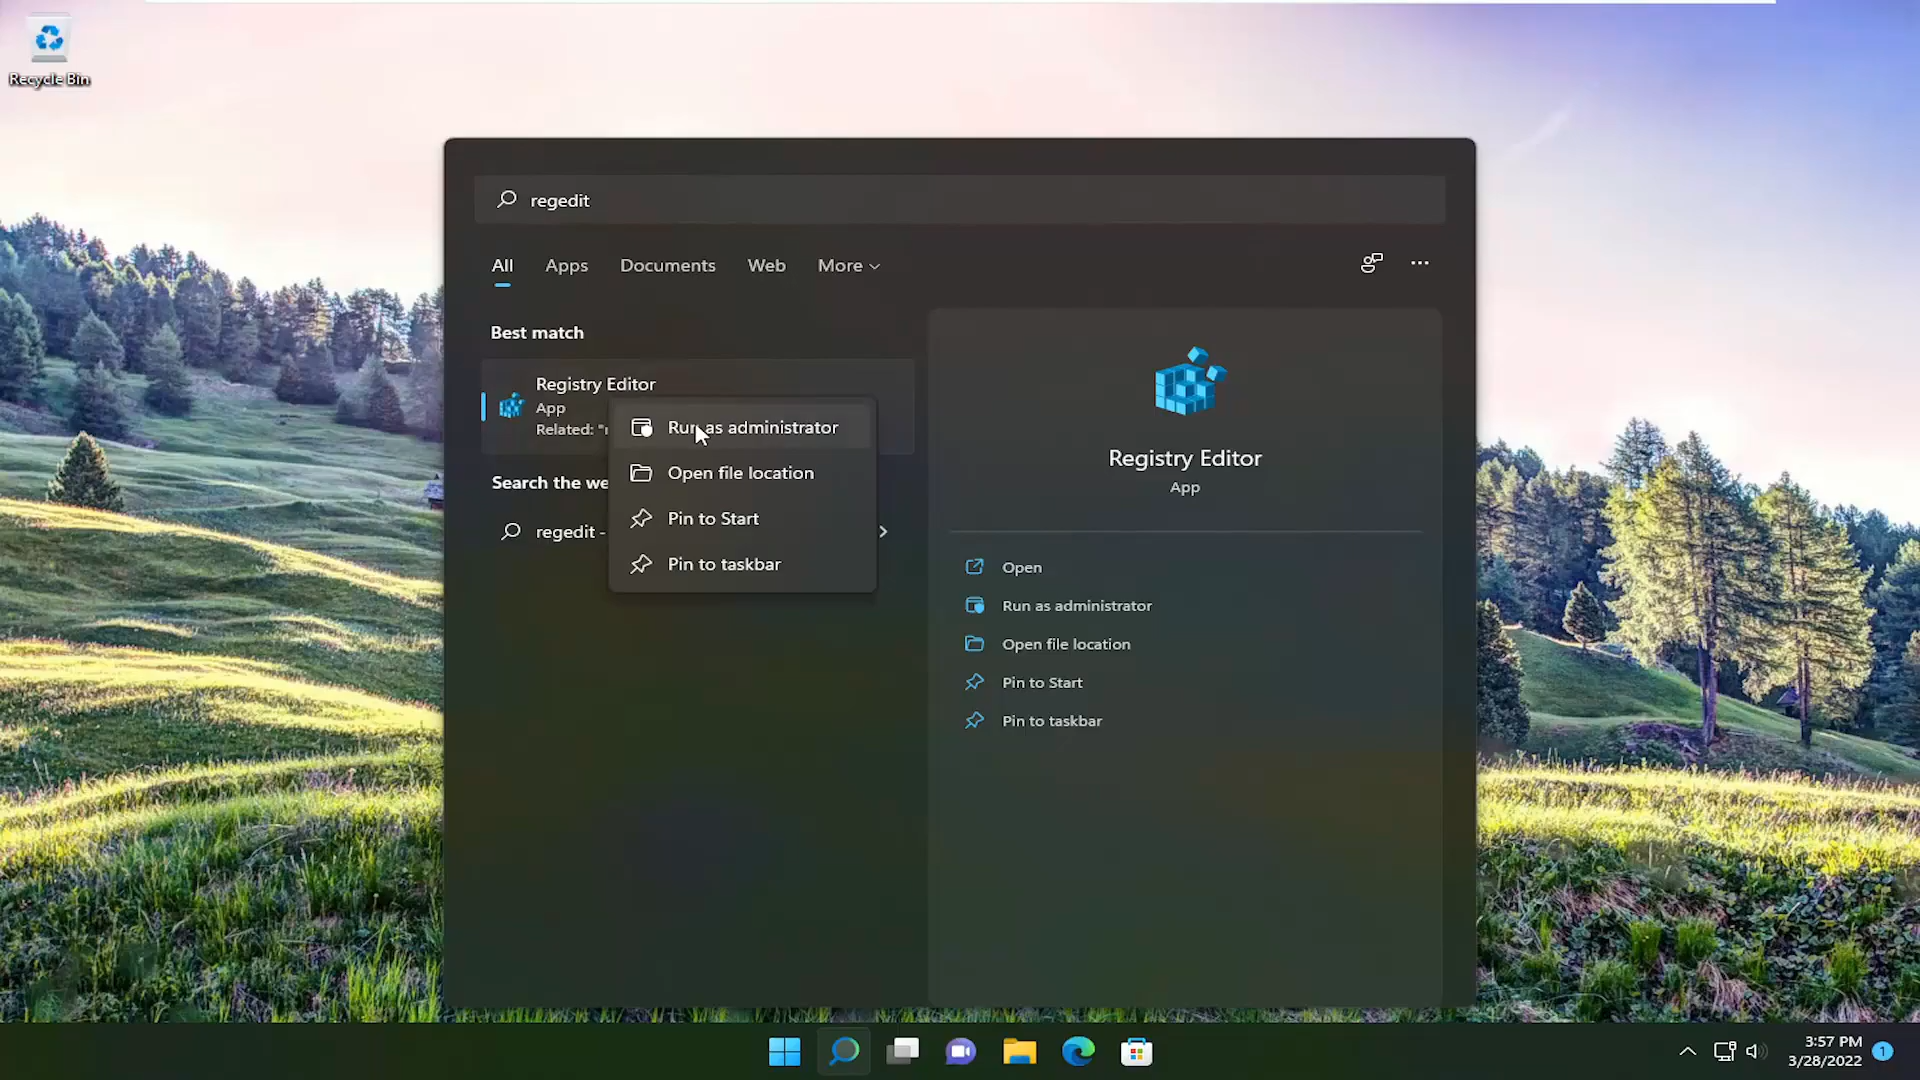 Recycle Bin
regedit
All Apps Documents Web More
Best match
Registry Editor
App
Related: "r
Search the we
regedit -
Run as administrator
Open file location
Pin to Start
Pin to taskbar
Registry Editor
App
Open
Run as administrator
Open file location
Pin to Start
Pin to taskbar
3:57 PM
3/28/2022
1